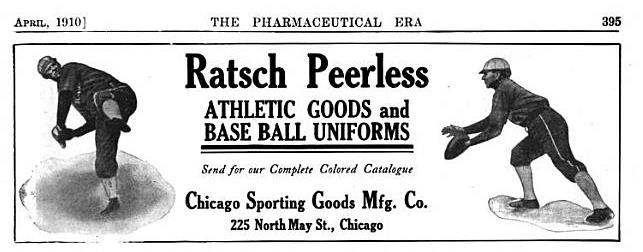 APRIL, 1910] THE PHARMACEUTICAL ERA 395
Ratsch Peerless
ATHLETIC GOODS and
BASE BALL UNIFORMS
Send for our Complete Colored Catalogue
Chicago Sporting Goods Mfg. Co.
225 North May St., Chicago